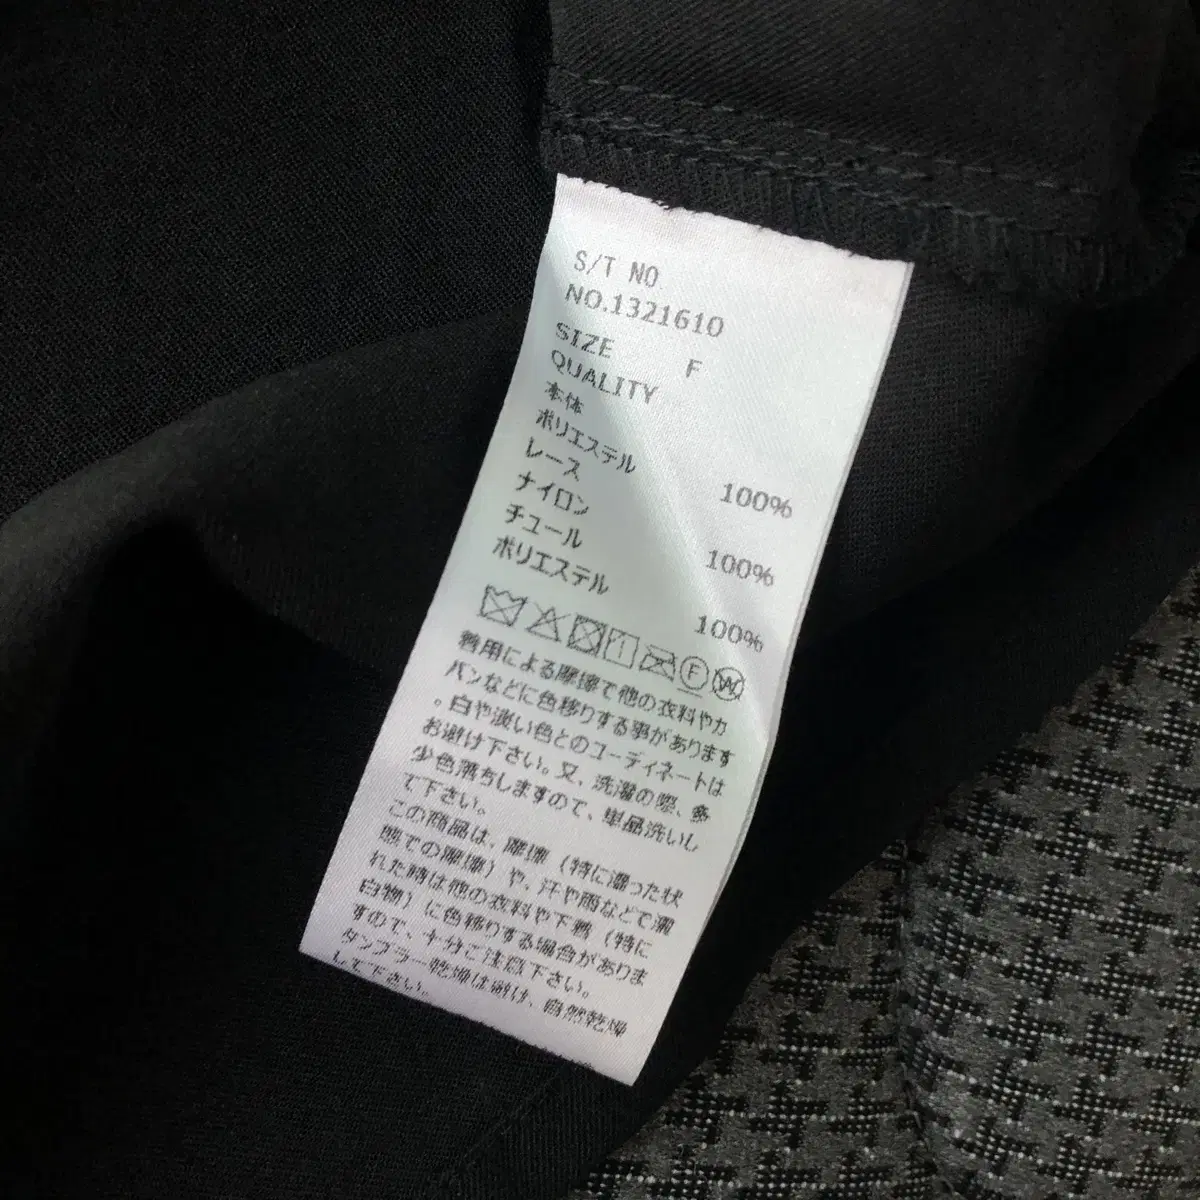 S/T NO
NO.1321610
SIZE F
QUALITY
本体
ポリエステル 100%
レース
ナイロン 100%
チュール
ポリエステル 100%
F
W
着用による摩擦で他の衣料やカ
バンなどに色移りする事があります
。白や淡い色とのコーディネートは
お避け下さい。又、洗濯の際、多
少色落ちしますので、単品洗いし
て下さい。
この商品は、摩擦(特に濡った状
態での摩擦)や、汗や雨などで濡
れた時は他の衣料や下着(特に
白物)に色移りする場合がありま
すので、十分ご注意下さい。
タンブラー乾燥は避け、自然乾燥
して下さい。